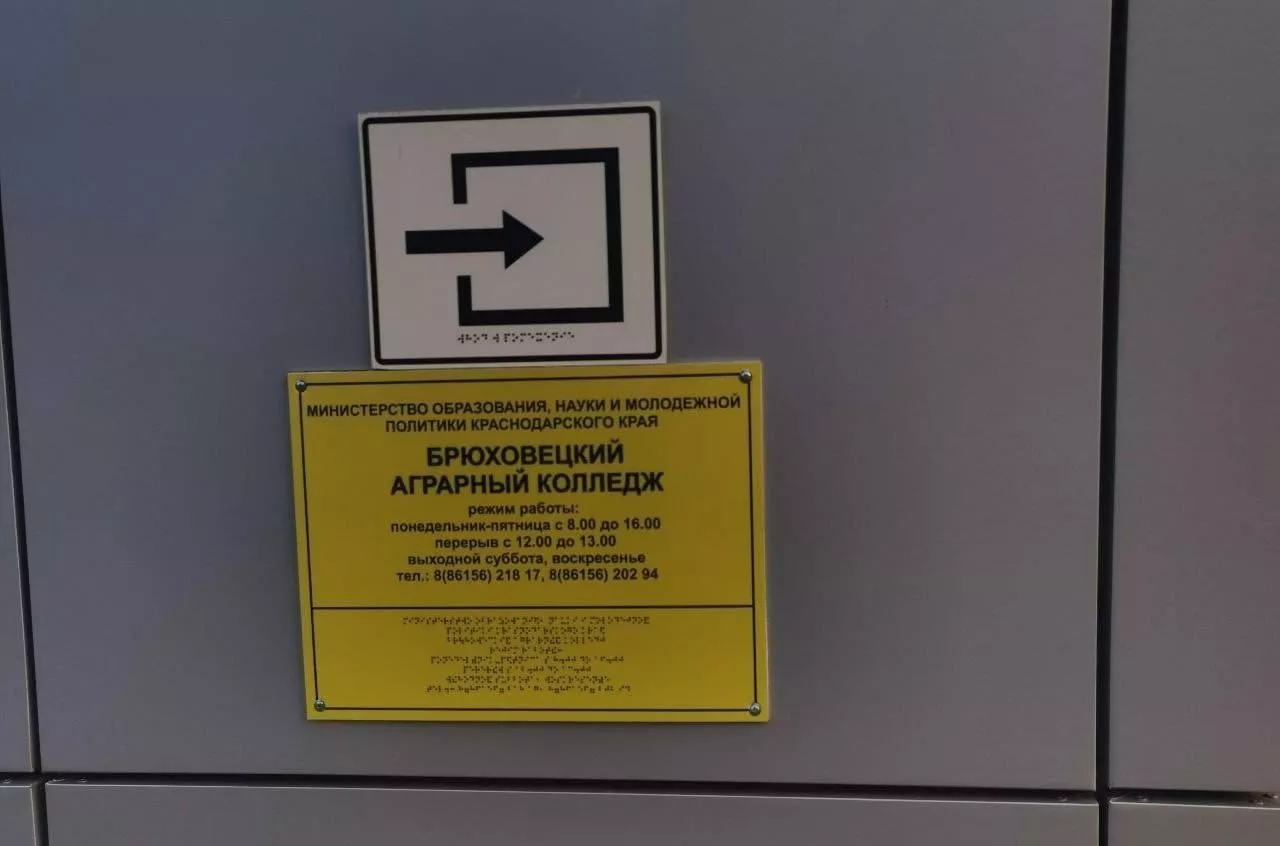 МИНИСТЕРСТВО ОБРАЗОВАНИЯ, НАУКИ И МОЛОДЕЖНОЙ
ПОЛИТИКИ КРАСНОДАРСКОГО КРАЯ
БРЮХОВЕЦКИЙ
АГРАРНЫЙ КОЛЛЕДЖ
режим работы:
понедельник-пятница с 8.00 до 16.00
перерыв с 12.00 до 13.00
выходной суббота, воскресенье
тел.: 8(86156) 218 17, 8(86156) 202 94